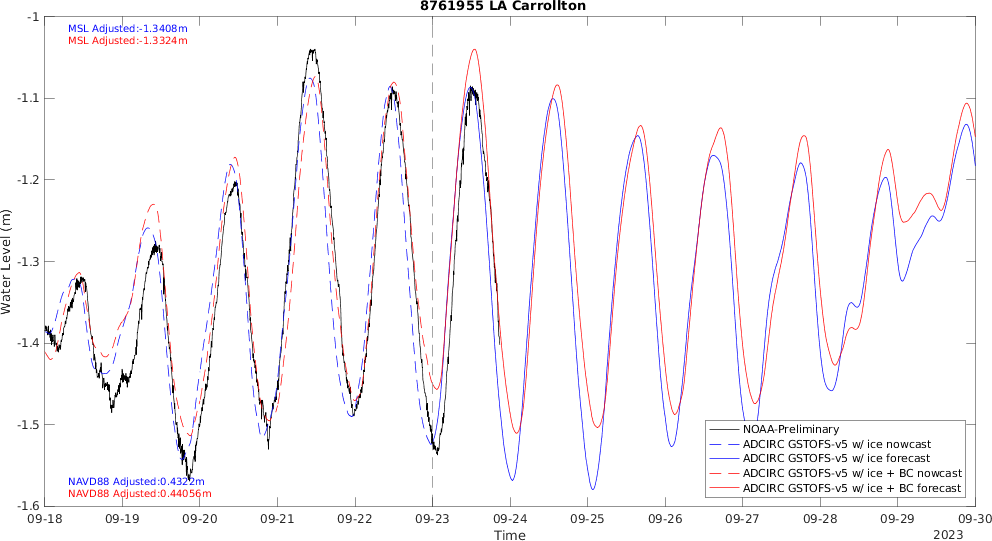 8761955 LA Carrollton
MSL Adjusted:-1.3408m
MSL Adjusted:-1.3324m
-1
-1.1
-1.2
-1.3
-1.4
-1.5
-1.6
Water Level (m)
NAVD88 Adjusted:0.4322m
NAVD88 Adjusted:0.44056m
NOAA-Preliminary
ADCIRC GSTOFS-v5 w/ ice nowcast
ADCIRC GSTOFS-v5 w/ ice forecast
ADCIRC GSTOFS-v5 w/ ice + BC nowcast
ADCIRC GSTOFS-v5 w/ ice + BC forecast
09-18 09-19 09-20 09-21 09-22 09-23 09-24 09-25 09-26 09-27 09-28 09-29 09-30
Time
2023